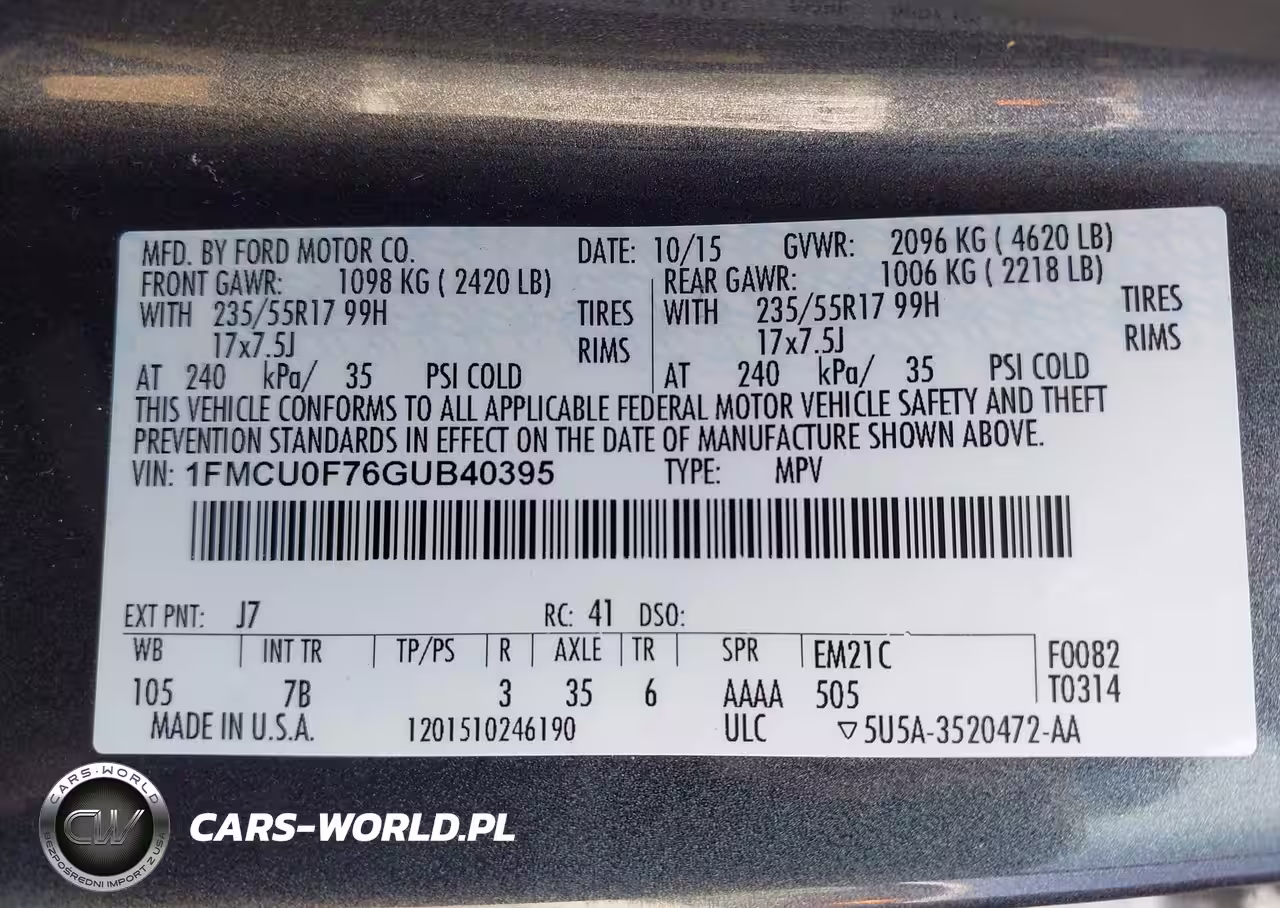 MFD. BY FORD MOTOR CO. DATE: 10/15 GVWR: 2096 KG ( 4620 LB)
FRONT GAWR: 1098 KG ( 2420 LB) REAR GAWR: 1006 KG ( 2218 LB)
WITH 235/55R17 99H TIRES WITH 235/55R17 99H TIRES
17x7.5J RIMS 17x7.5J RIMS
AT 240 kPa/ 35 PSI COLD AT 240 kPa/ 35 PSI COLD
THIS VEHICLE CONFORMS TO ALL APPLICABLE FEDERAL MOTOR VEHICLE SAFETY AND THEFT
PREVENTION STANDARDS IN EFFECT ON THE DATE OF MANUFACTURE SHOWN ABOVE.
VIN: 1FMCU0F76GUB40395 TYPE: MPV
EXT PNT: J7 RC: 41 DSO:
WB INT TR TP/PS R AXLE TR SPR EM21C F0082
105 7B 3 35 6 AAAA 505 T0314
MADE IN U.S.A. 1201510246190 ULC ▽5U5A-3520472-AA
CARS-WORLD
CW
BEZPOŚREDNI IMPORT Z USA
CARS-WORLD.PL